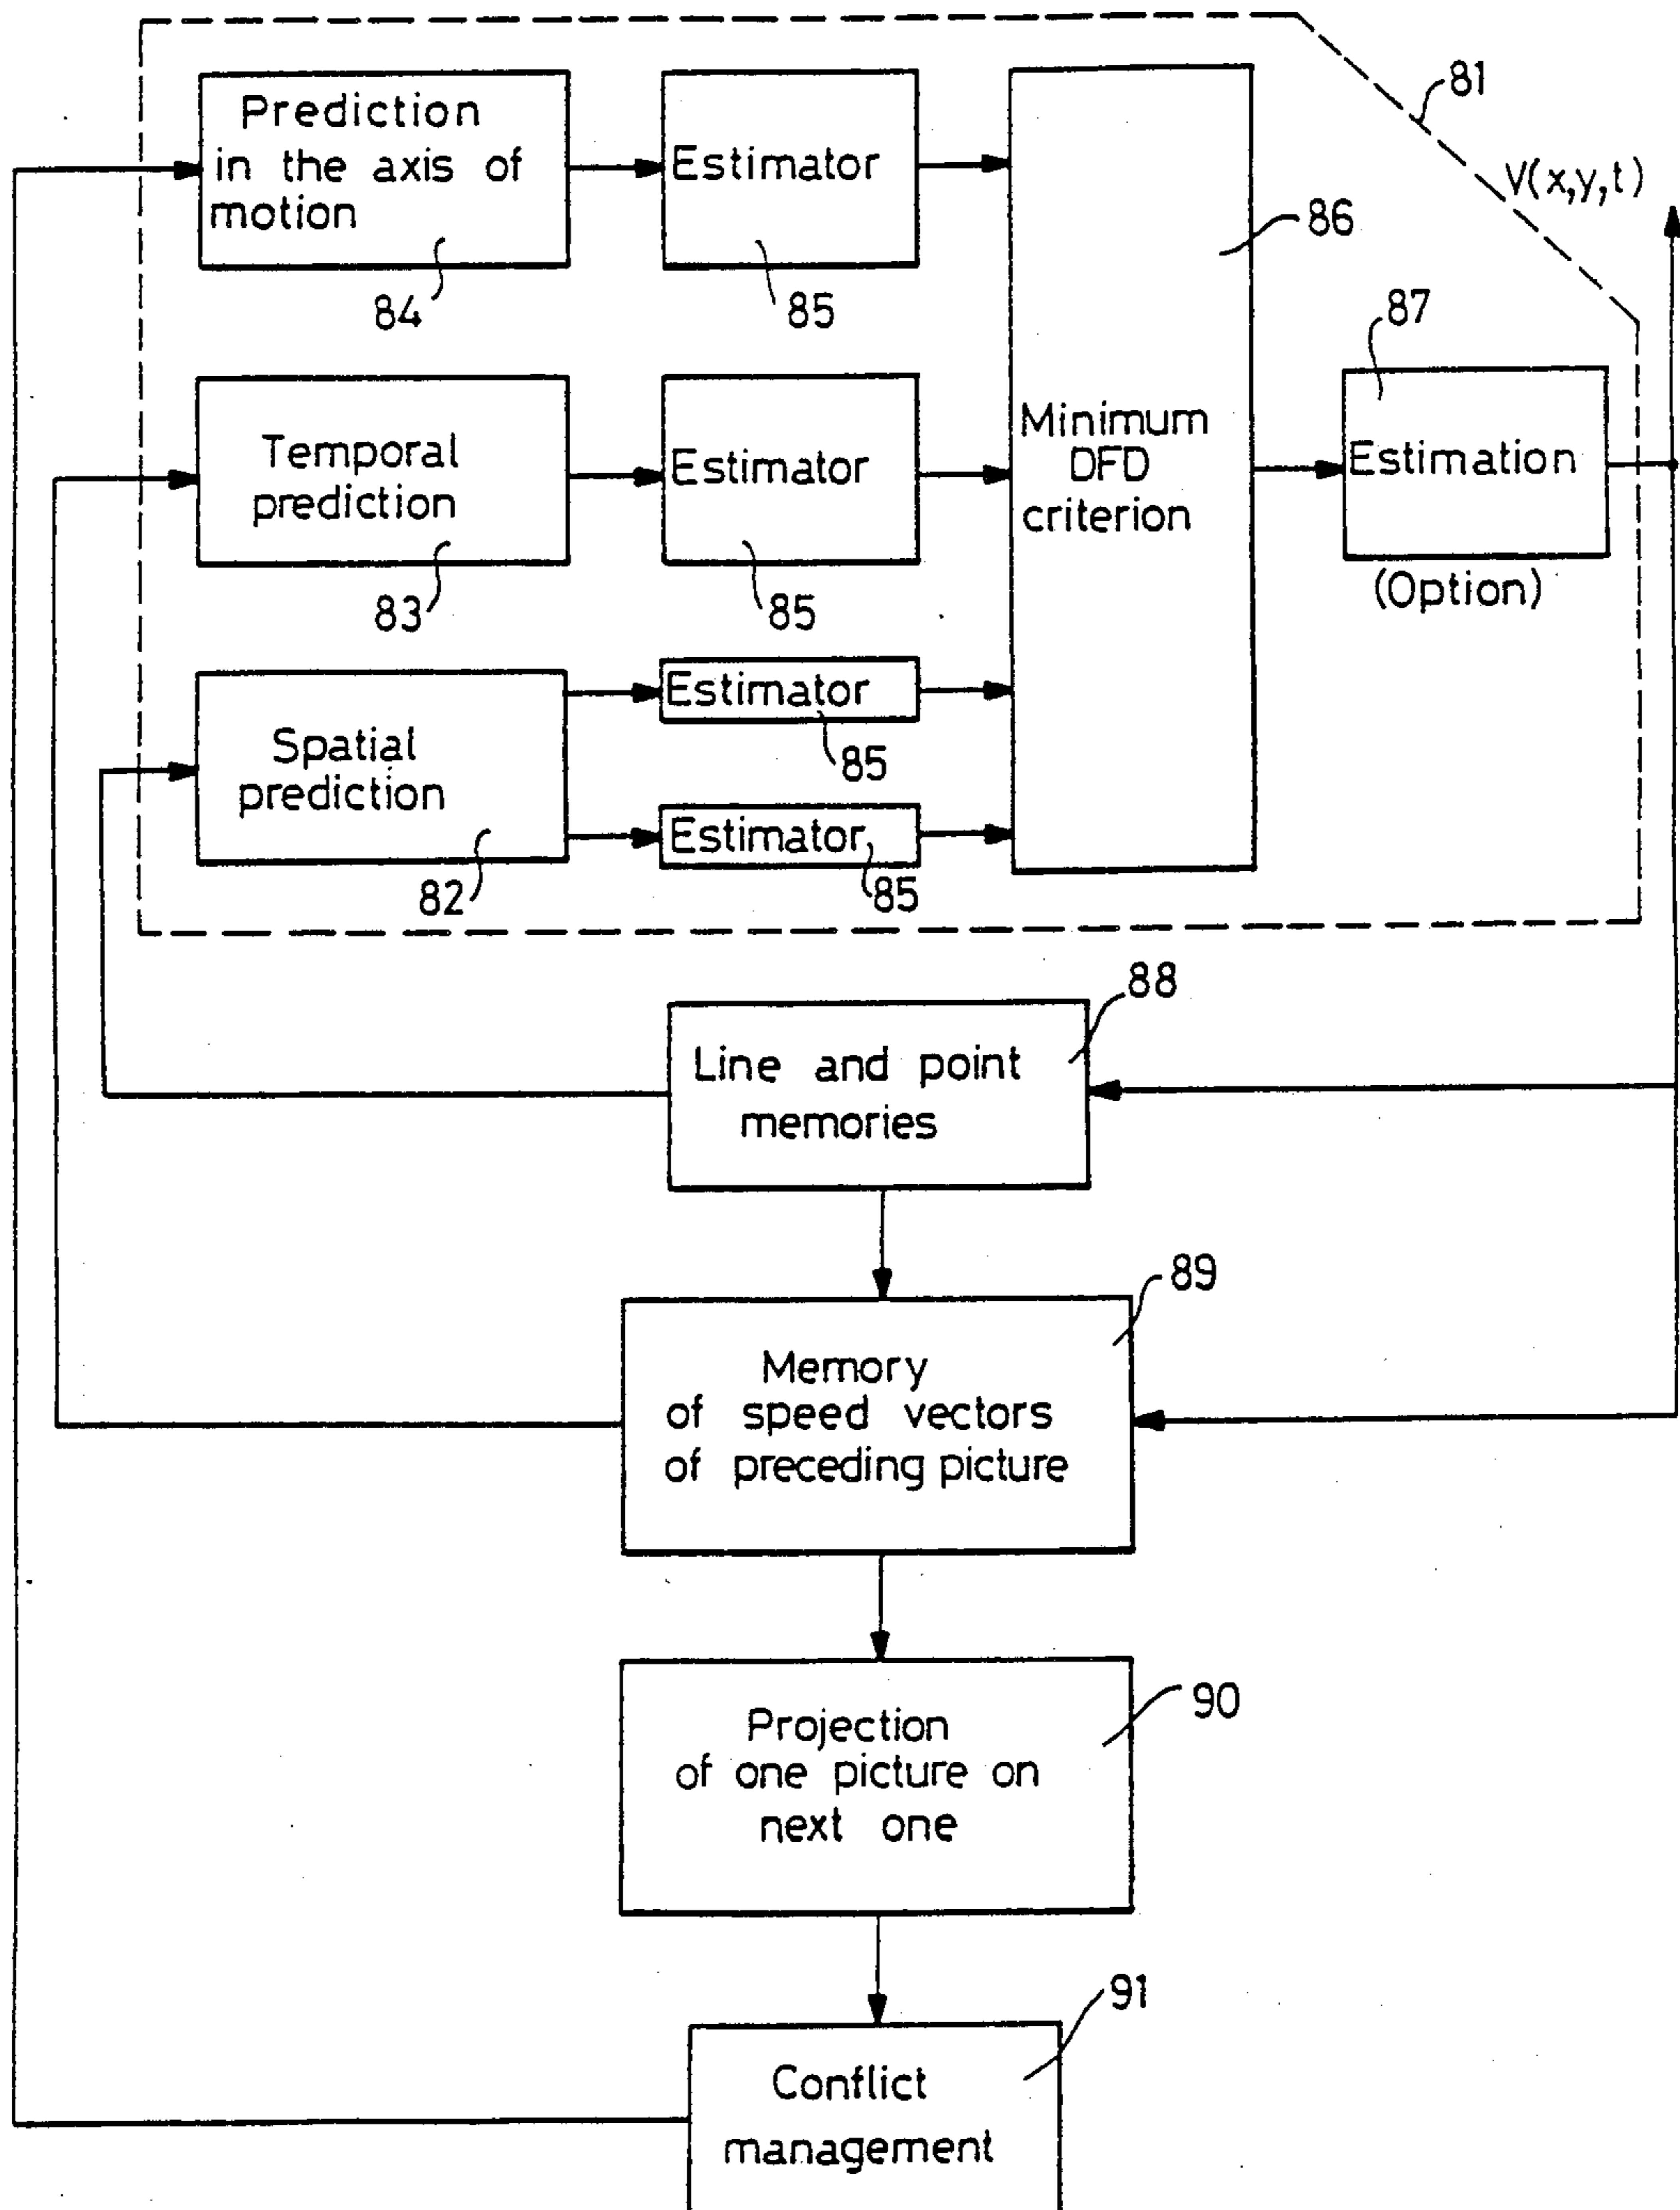 81
V(x,y,t)
Prediction
in the axis of
motion
84
Estimator
85
86
Minimum
DFD
criterion
87
Estimation
(Option)
Temporal
prediction
83
Estimator
85
Spatial
prediction
82
Estimator
85
Estimator
85
88
Line and point
memories
89
Memory
of speed vectors
of preceding picture
90
Projection
of one picture on
next one
91
Conflict
management